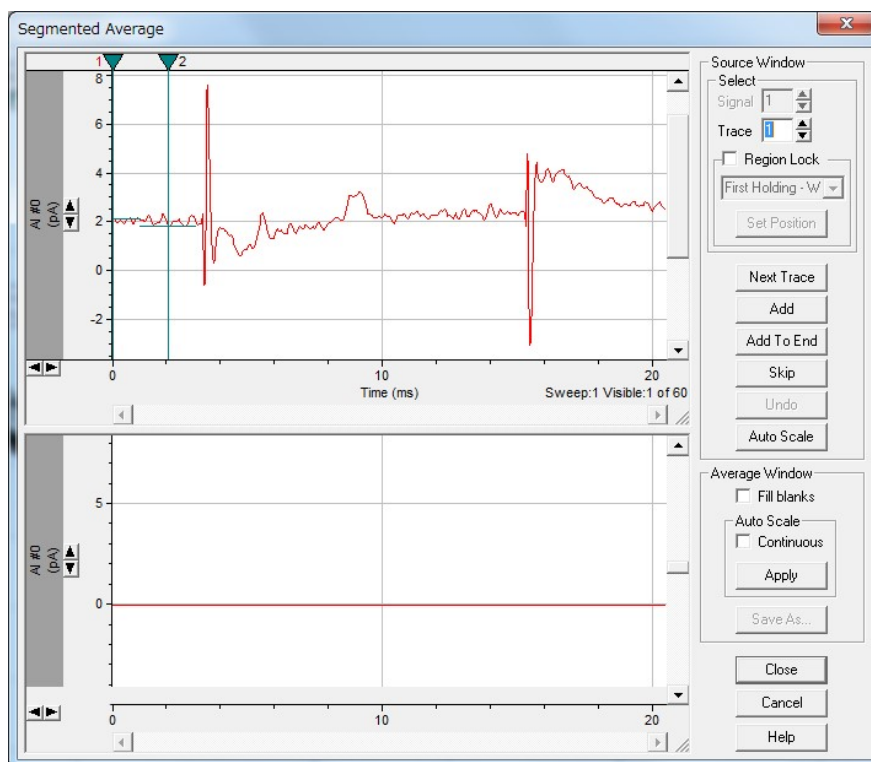 Segmented Average
1 2
8
6
4
2
0
-2
AI #0
(pA)
0 10 20
Time (ms)
Sweep:1 Visible:1 of 60
5
0
AI #0
(pA)
0 10 20
Source Window
Select
Signal 1
Trace 1
Region Lock
First Holding - W
Set Position
Next Trace
Add
Add To End
Skip
Undo
Auto Scale
Average Window
Fill blanks
Auto Scale
Continuous
Apply
Save As...
Close
Cancel
Help